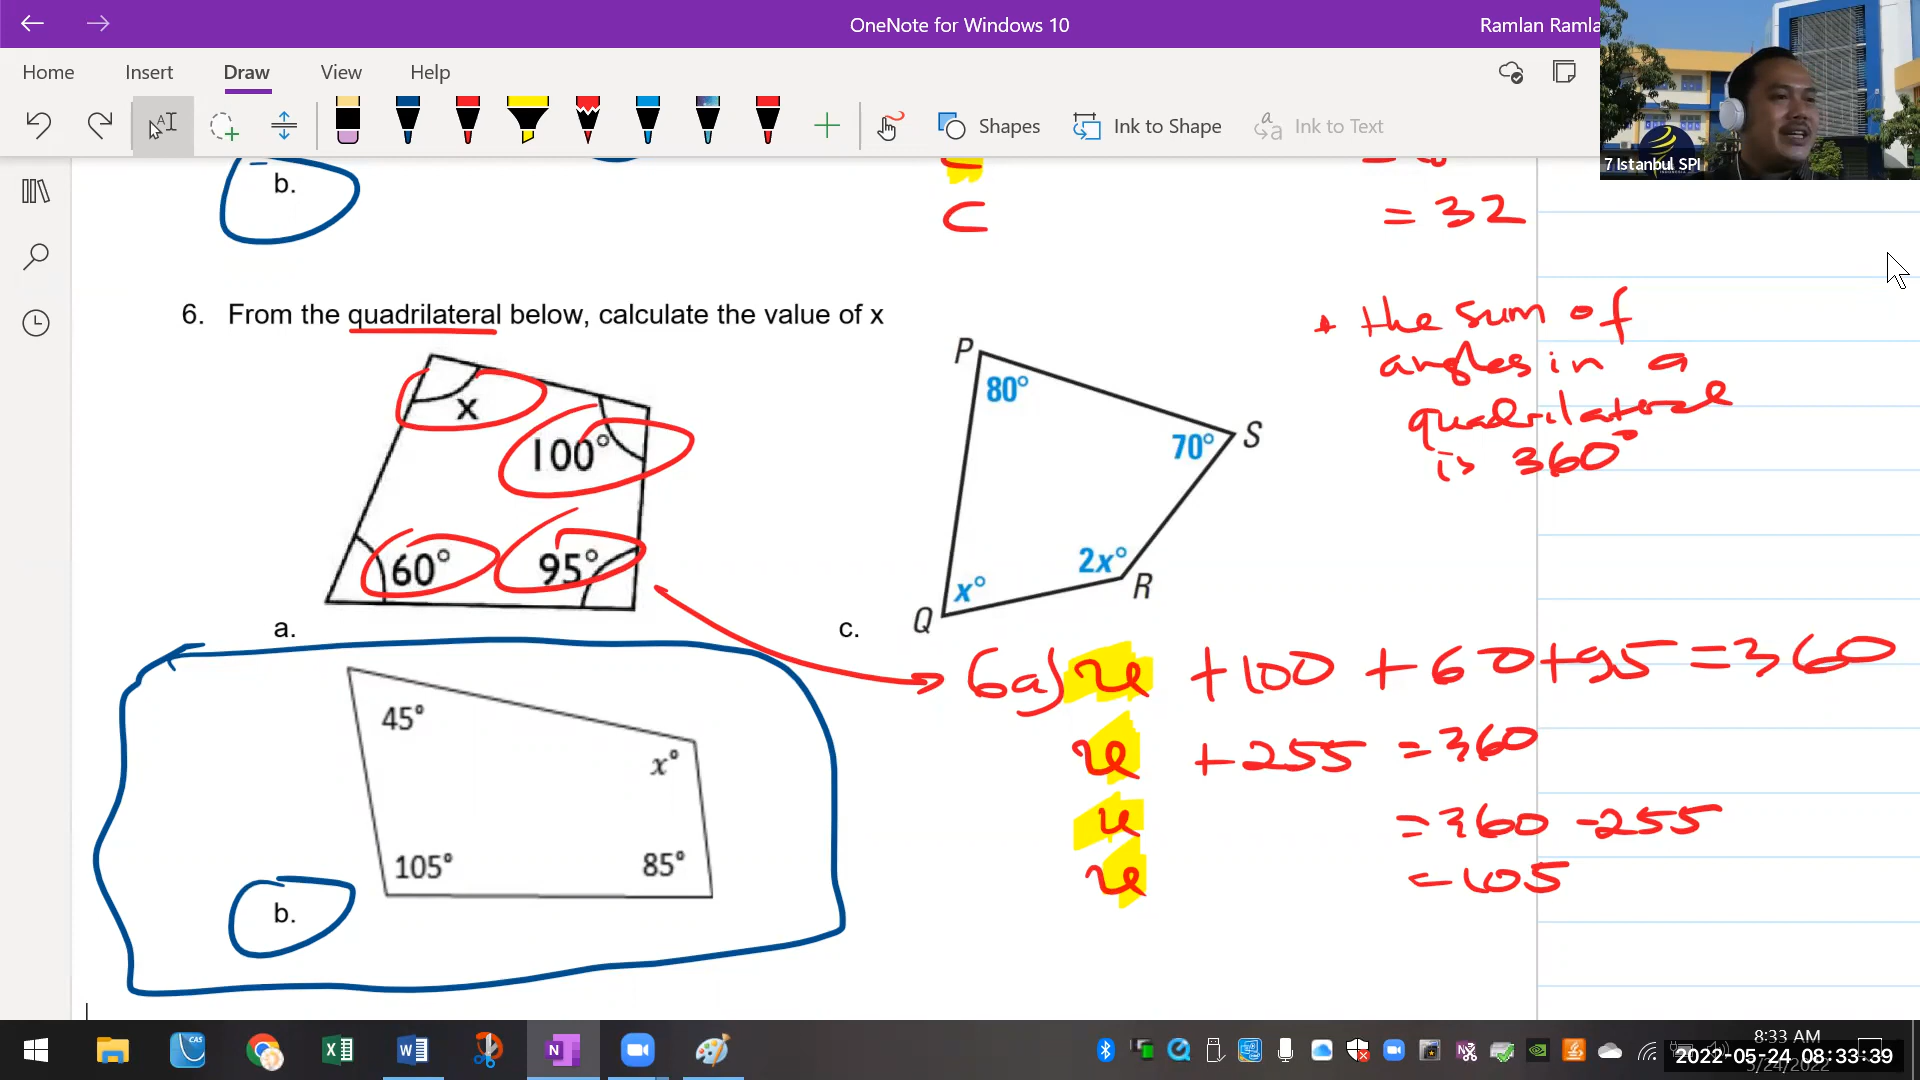 OneNote for Windows 10
Ramlan Ramla
Home Insert Draw View Help
Shapes Ink to Shape Ink to Text
7 Istanbul SPI
b.
c
= 32
6. From the quadrilateral below, calculate the value of x
* the sum of
angles in a
quadrilateral
is 360°
x
100°
60°
95°
a.
P
80°
70°
S
2x°
R
x°
Q
c.
45°
x°
105°
85°
b.
6a) x +100 +60+95=360
x +255 =360
x =360 -255
x =105
8:33 AM
2022-05-24 08:33:39
5/24/2022